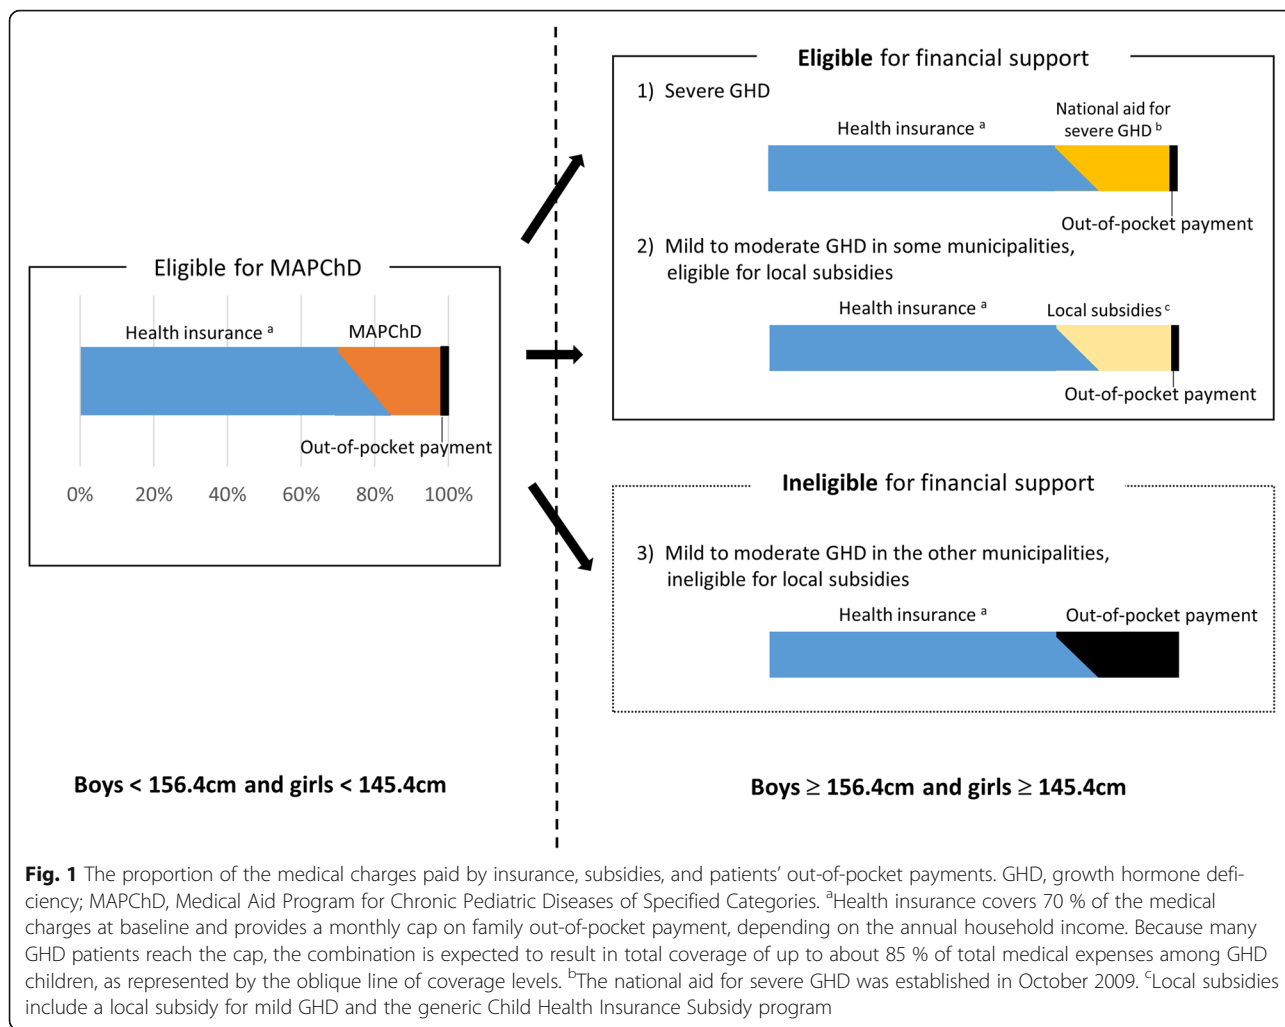 Eligible for MAPChD
Health insurance a
MAPChD
Out-of-pocket payment
0% 20% 40% 60% 80% 100%
Boys < 156.4cm and girls < 145.4cm
Eligible for financial support
1) Severe GHD
Health insurance a
National aid for
severe GHD b
Out-of-pocket payment
2) Mild to moderate GHD in some municipalities,
eligible for local subsidies
Health insurance a
Local subsidies c
Out-of-pocket payment
Ineligible for financial support
3) Mild to moderate GHD in the other municipalities,
ineligible for local subsidies
Health insurance a
Out-of-pocket payment
Boys ≥ 156.4cm and girls ≥ 145.4cm
Fig. 1 The proportion of the medical charges paid by insurance, subsidies, and patients' out-of-pocket payments. GHD, growth hormone defi-
ciency; MAPChD, Medical Aid Program for Chronic Pediatric Diseases of Specified Categories. aHealth insurance covers 70 % of the medical
charges at baseline and provides a monthly cap on family out-of-pocket payment, depending on the annual household income. Because many
GHD patients reach the cap, the combination is expected to result in total coverage of up to about 85 % of total medical expenses among GHD
children, as represented by the oblique line of coverage levels. bThe national aid for severe GHD was established in October 2009. cLocal subsidies
include a local subsidy for mild GHD and the generic Child Health Insurance Subsidy program